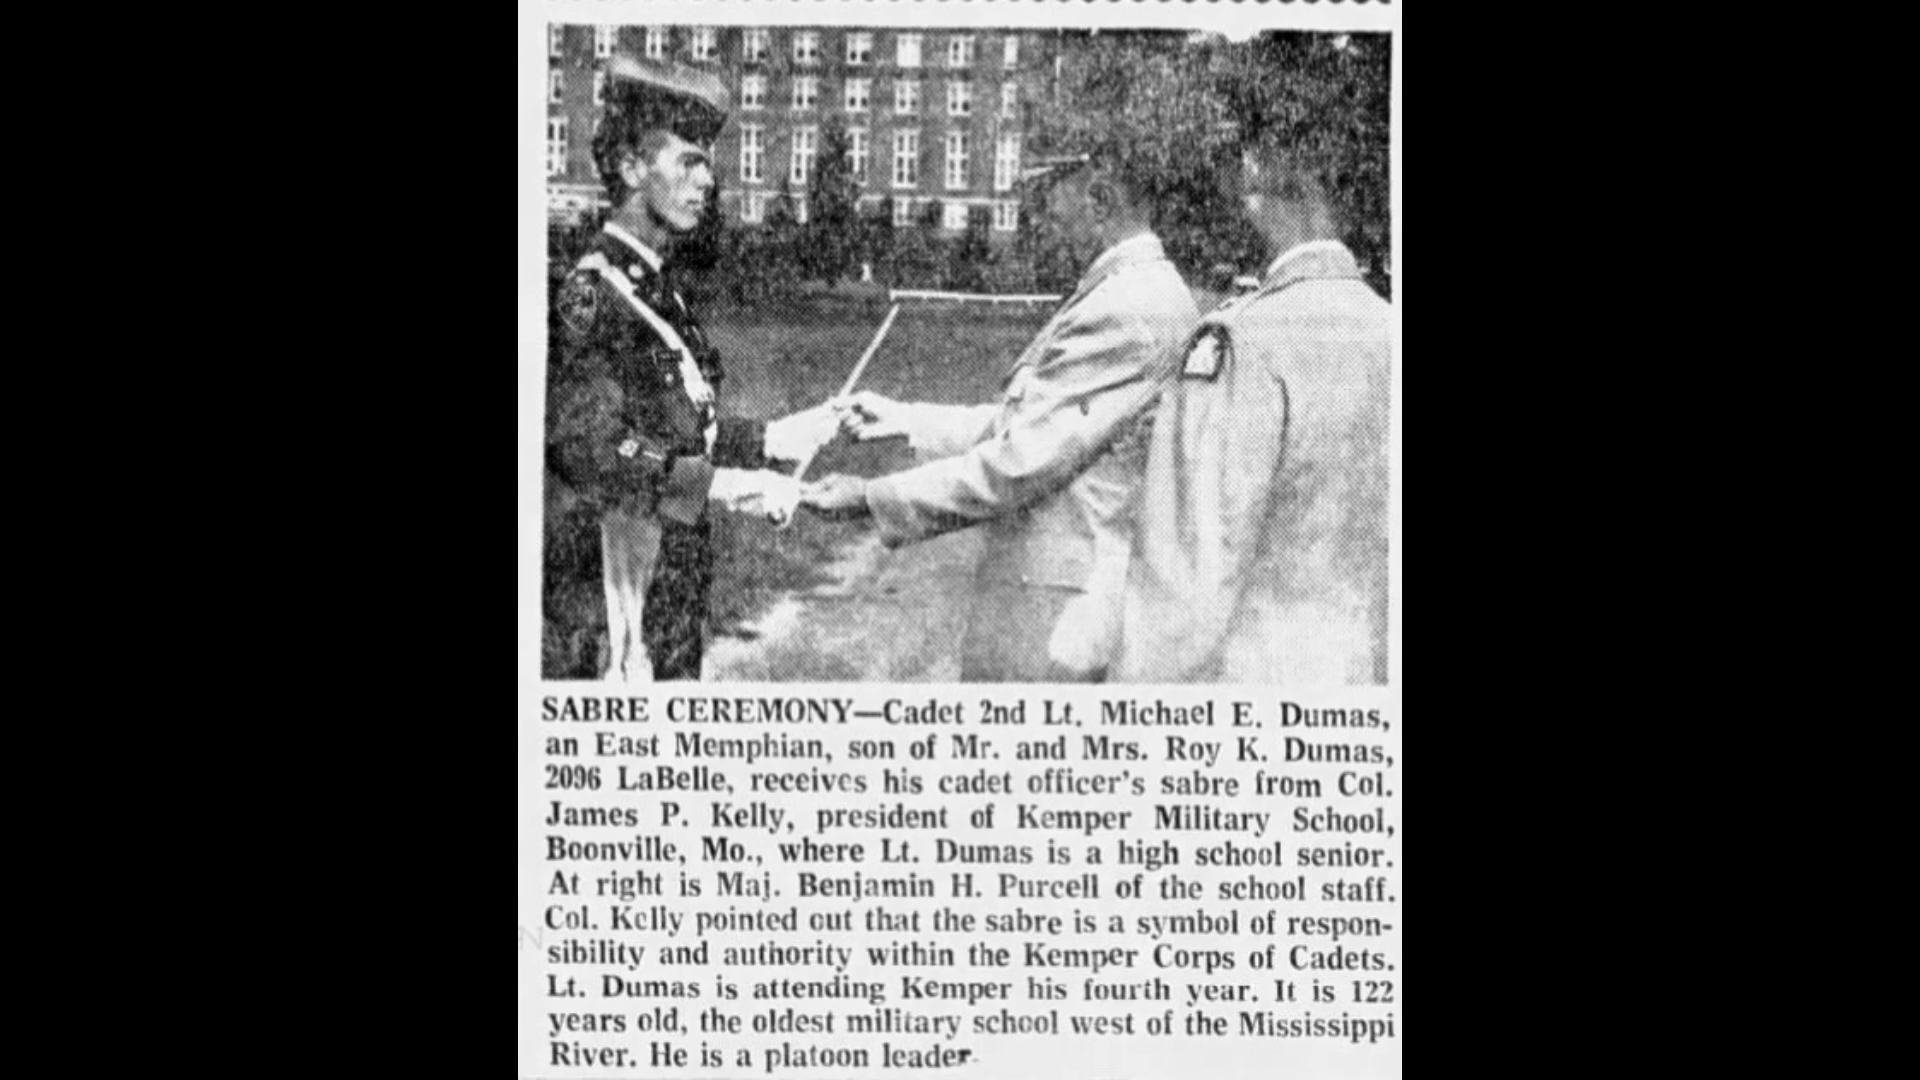 SABRE CEREMONY—Cadet 2nd Lt. Michael E. Dumas,
an East Memphian, son of Mr. and Mrs. Roy K. Dumas,
2096 LaBelle, receives his cadet officer's sabre from Col.
James P. Kelly, president of Kemper Military School,
Boonville, Mo., where Lt. Dumas is a high school senior.
At right is Maj. Benjamin H. Purcell of the school staff.
Col. Kelly pointed out that the sabre is a symbol of respon-
sibility and authority within the Kemper Corps of Cadets.
Lt. Dumas is attending Kemper his fourth year. It is 122
years old, the oldest military school west of the Mississippi
River. He is a platoon leader